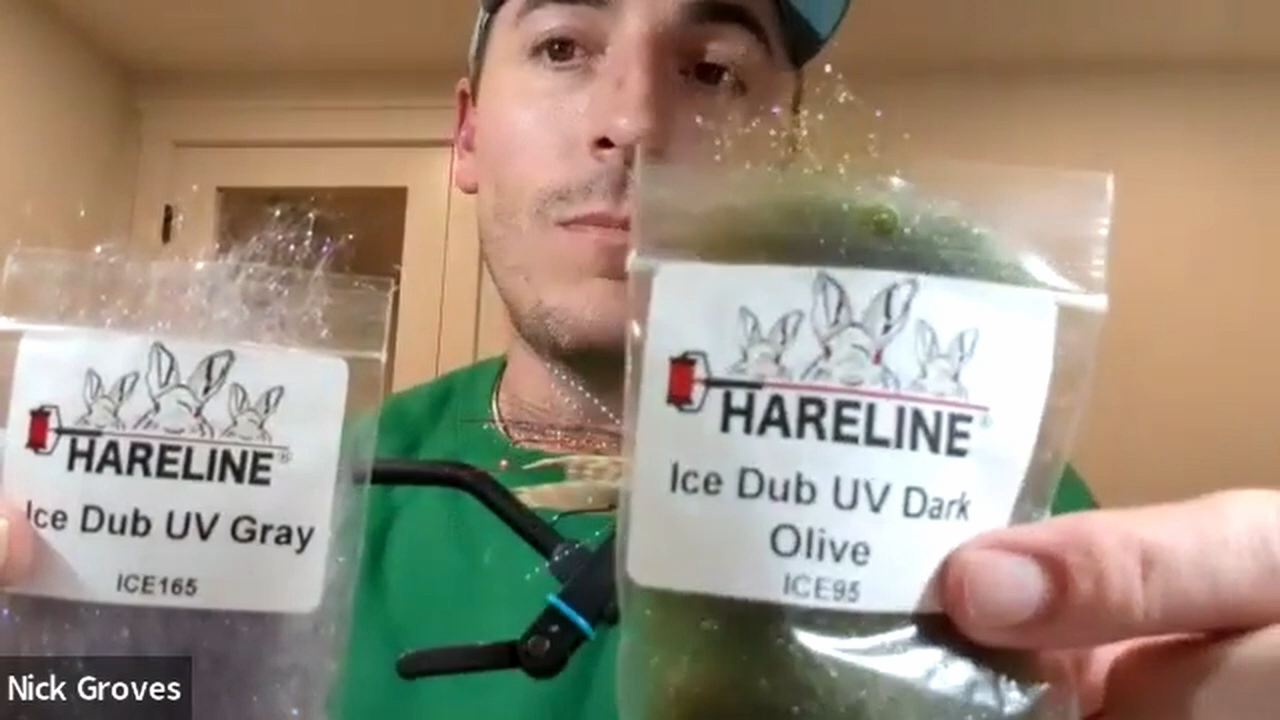 HARELINE®
Ice Dub UV Gray
ICE165
HARELINE®
Ice Dub UV Dark
Olive
ICE95
Nick Groves